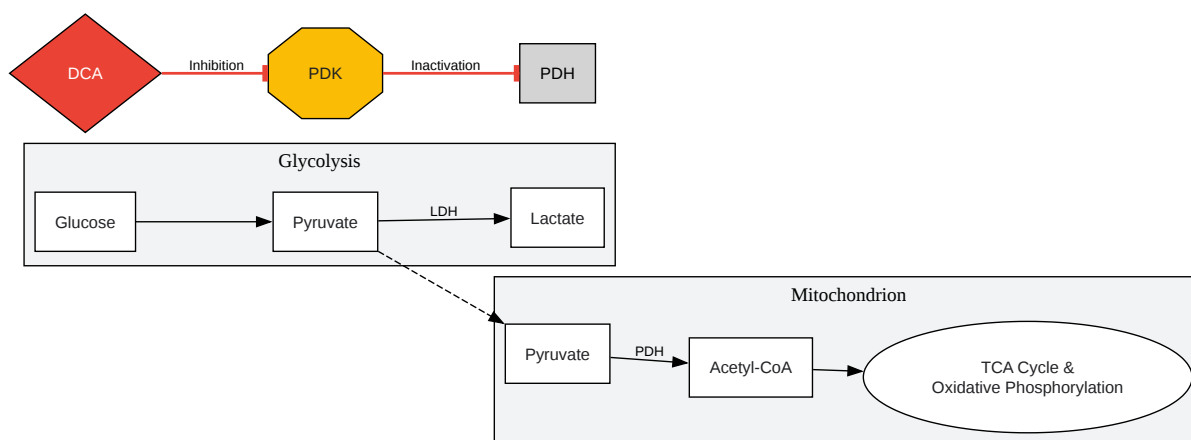 DCA
Inhibition
PDK
Inactivation
PDH
Glycolysis
Glucose
Pyruvate
LDH
Lactate
Mitochondrion
Pyruvate
PDH
Acetyl-CoA
TCA Cycle &
Oxidative Phosphorylation